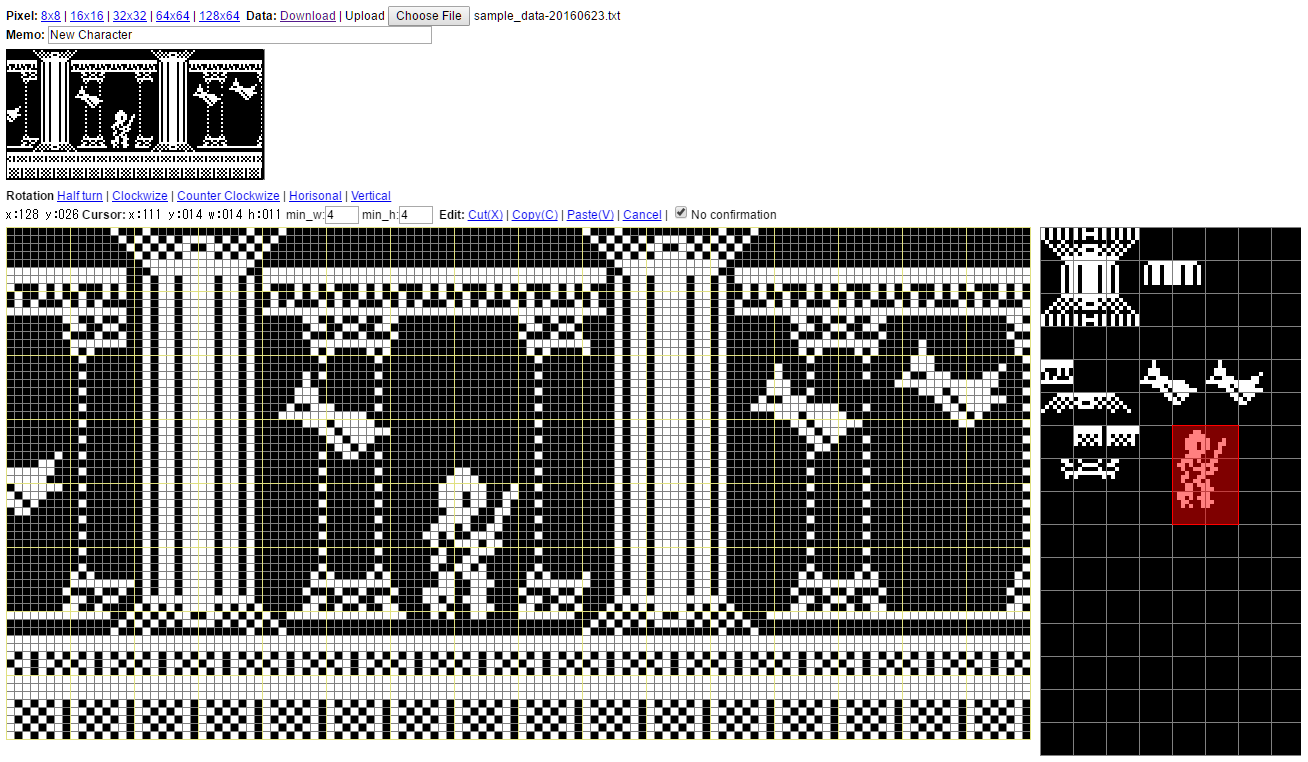 Pixel: 8x8 | 16x16 | 32x32 | 64x64 | 128x64 Data: Download | Upload Choose File sample_data-20160623.txt
Memo: New Character
Rotation Half turn | Clockwize | Counter Clockwize | Horisonal | Vertical
x:128 y:026 Cursor: x:111 y:014 w:014 h:011 min_w: 4 min_h: 4 Edit: Cut(X) | Copy(C) | Paste(V) | Cancel | No confirmation